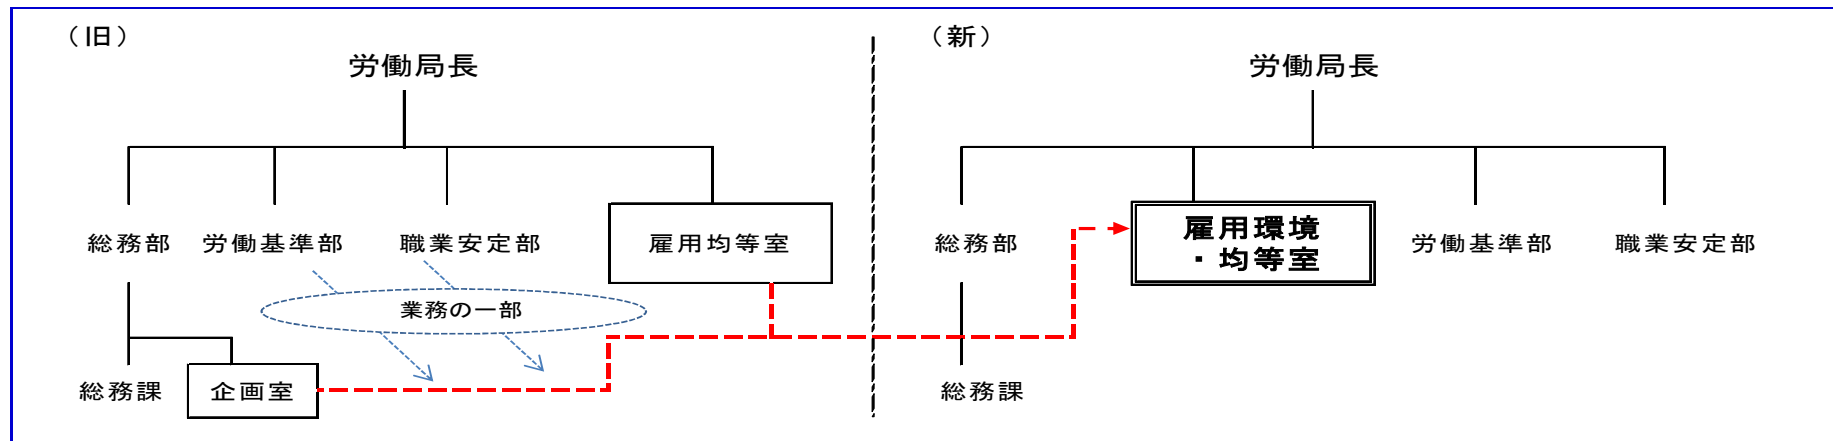 （旧）
労働局長
総務部
労働基準部
職業安定部
雇用均等室
業務の一部
総務課
企画室
（新）
労働局長
総務部
雇用環境
・均等室
労働基準部
職業安定部
総務課